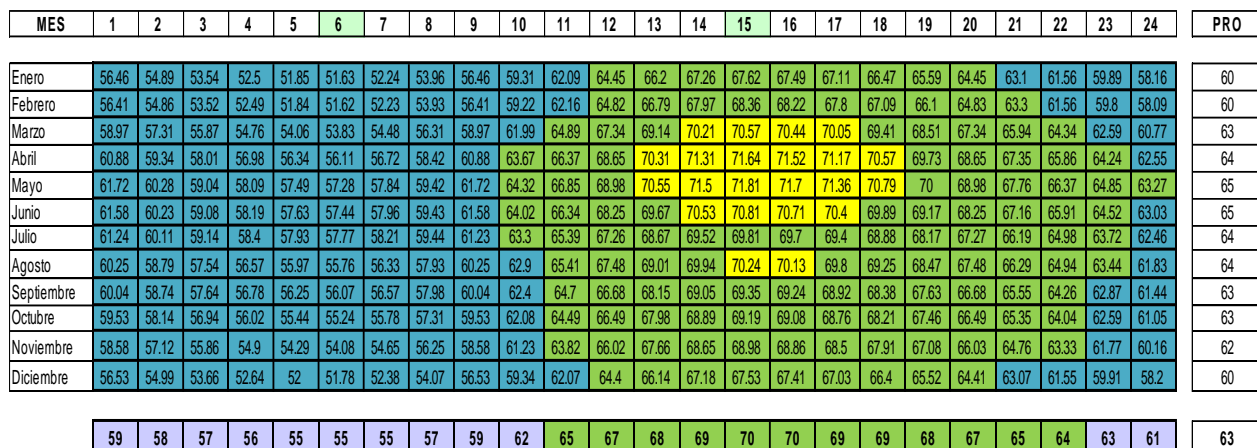 MES 1 2 3 4 5 6 7 8 9 10 11 12 13 14 15 16 17 18 19 20 21 22 23 24 PRO
Enero 56.46 54.89 53.54 52.5 51.85 51.63 52.24 53.96 56.46 59.31 62.09 64.45 66.2 67.26 67.62 67.49 67.11 66.47 65.59 64.45 63.1 61.56 59.89 58.16 60
Febrero 56.41 54.86 53.52 52.49 51.84 51.62 52.23 53.93 56.41 59.22 62.16 64.82 66.79 67.97 68.36 68.22 67.8 67.09 66.1 64.83 63.3 61.56 59.8 58.09 60
Marzo 58.97 57.31 55.87 54.76 54.06 53.83 54.48 56.31 58.97 61.99 64.89 67.34 69.14 70.21 70.57 70.44 70.05 69.41 68.51 67.34 65.94 64.34 62.59 60.77 63
Abril 60.88 59.34 58.01 56.98 56.34 56.11 56.72 58.42 60.88 63.67 66.37 68.65 70.31 71.31 71.64 71.52 71.17 70.57 69.73 68.65 67.35 65.86 64.24 62.55 64
Mayo 61.72 60.28 59.04 58.09 57.49 57.28 57.84 59.42 61.72 64.32 66.85 68.98 70.55 71.5 71.81 71.7 71.36 70.79 70 68.98 67.76 66.37 64.85 63.27 65
Junio 61.58 60.23 59.08 58.19 57.63 57.44 57.96 59.43 61.58 64.02 66.34 68.25 69.67 70.53 70.81 70.71 70.4 69.89 69.17 68.25 67.16 65.91 64.52 63.03 65
Julio 61.24 60.11 59.14 58.4 57.93 57.77 58.21 59.44 61.23 63.3 65.39 67.26 68.67 69.52 69.81 69.7 69.4 68.88 68.17 67.27 66.19 64.98 63.72 62.46 64
Agosto 60.25 58.79 57.54 56.57 55.97 55.76 56.33 57.93 60.25 62.9 65.41 67.48 69.01 69.94 70.24 70.13 69.8 69.25 68.47 67.48 66.29 64.94 63.44 61.83 64
Septiembre 60.04 58.74 57.64 56.78 56.25 56.07 56.57 57.98 60.04 62.4 64.7 66.68 68.15 69.05 69.35 69.24 68.92 68.38 67.63 66.68 65.55 64.26 62.87 61.44 63
Octubre 59.53 58.14 56.94 56.02 55.44 55.24 55.78 57.31 59.53 62.08 64.49 66.49 67.98 68.89 69.19 69.08 68.76 68.21 67.46 66.49 65.35 64.04 62.59 61.05 63
Noviembre 58.58 57.12 55.86 54.9 54.29 54.08 54.65 56.25 58.58 61.23 63.82 66.02 67.66 68.65 68.98 68.86 68.5 67.91 67.08 66.03 64.76 63.33 61.77 60.16 62
Diciembre 56.53 54.99 53.66 52.64 52 51.78 52.38 54.07 56.53 59.34 62.07 64.4 66.14 67.18 67.53 67.41 67.03 66.4 65.52 64.41 63.07 61.55 59.91 58.2 60
59 58 57 56 55 55 55 57 59 62 65 67 68 69 70 70 69 69 68 67 65 64 63 61 63